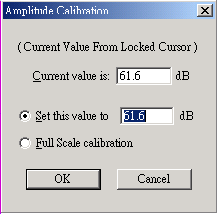 Amplitude Calibration
( Current Value From Locked Cursor )
Current value is: 61.6 dB
Set this value to 61.6 dB
Full Scale calibration
OK Cancel